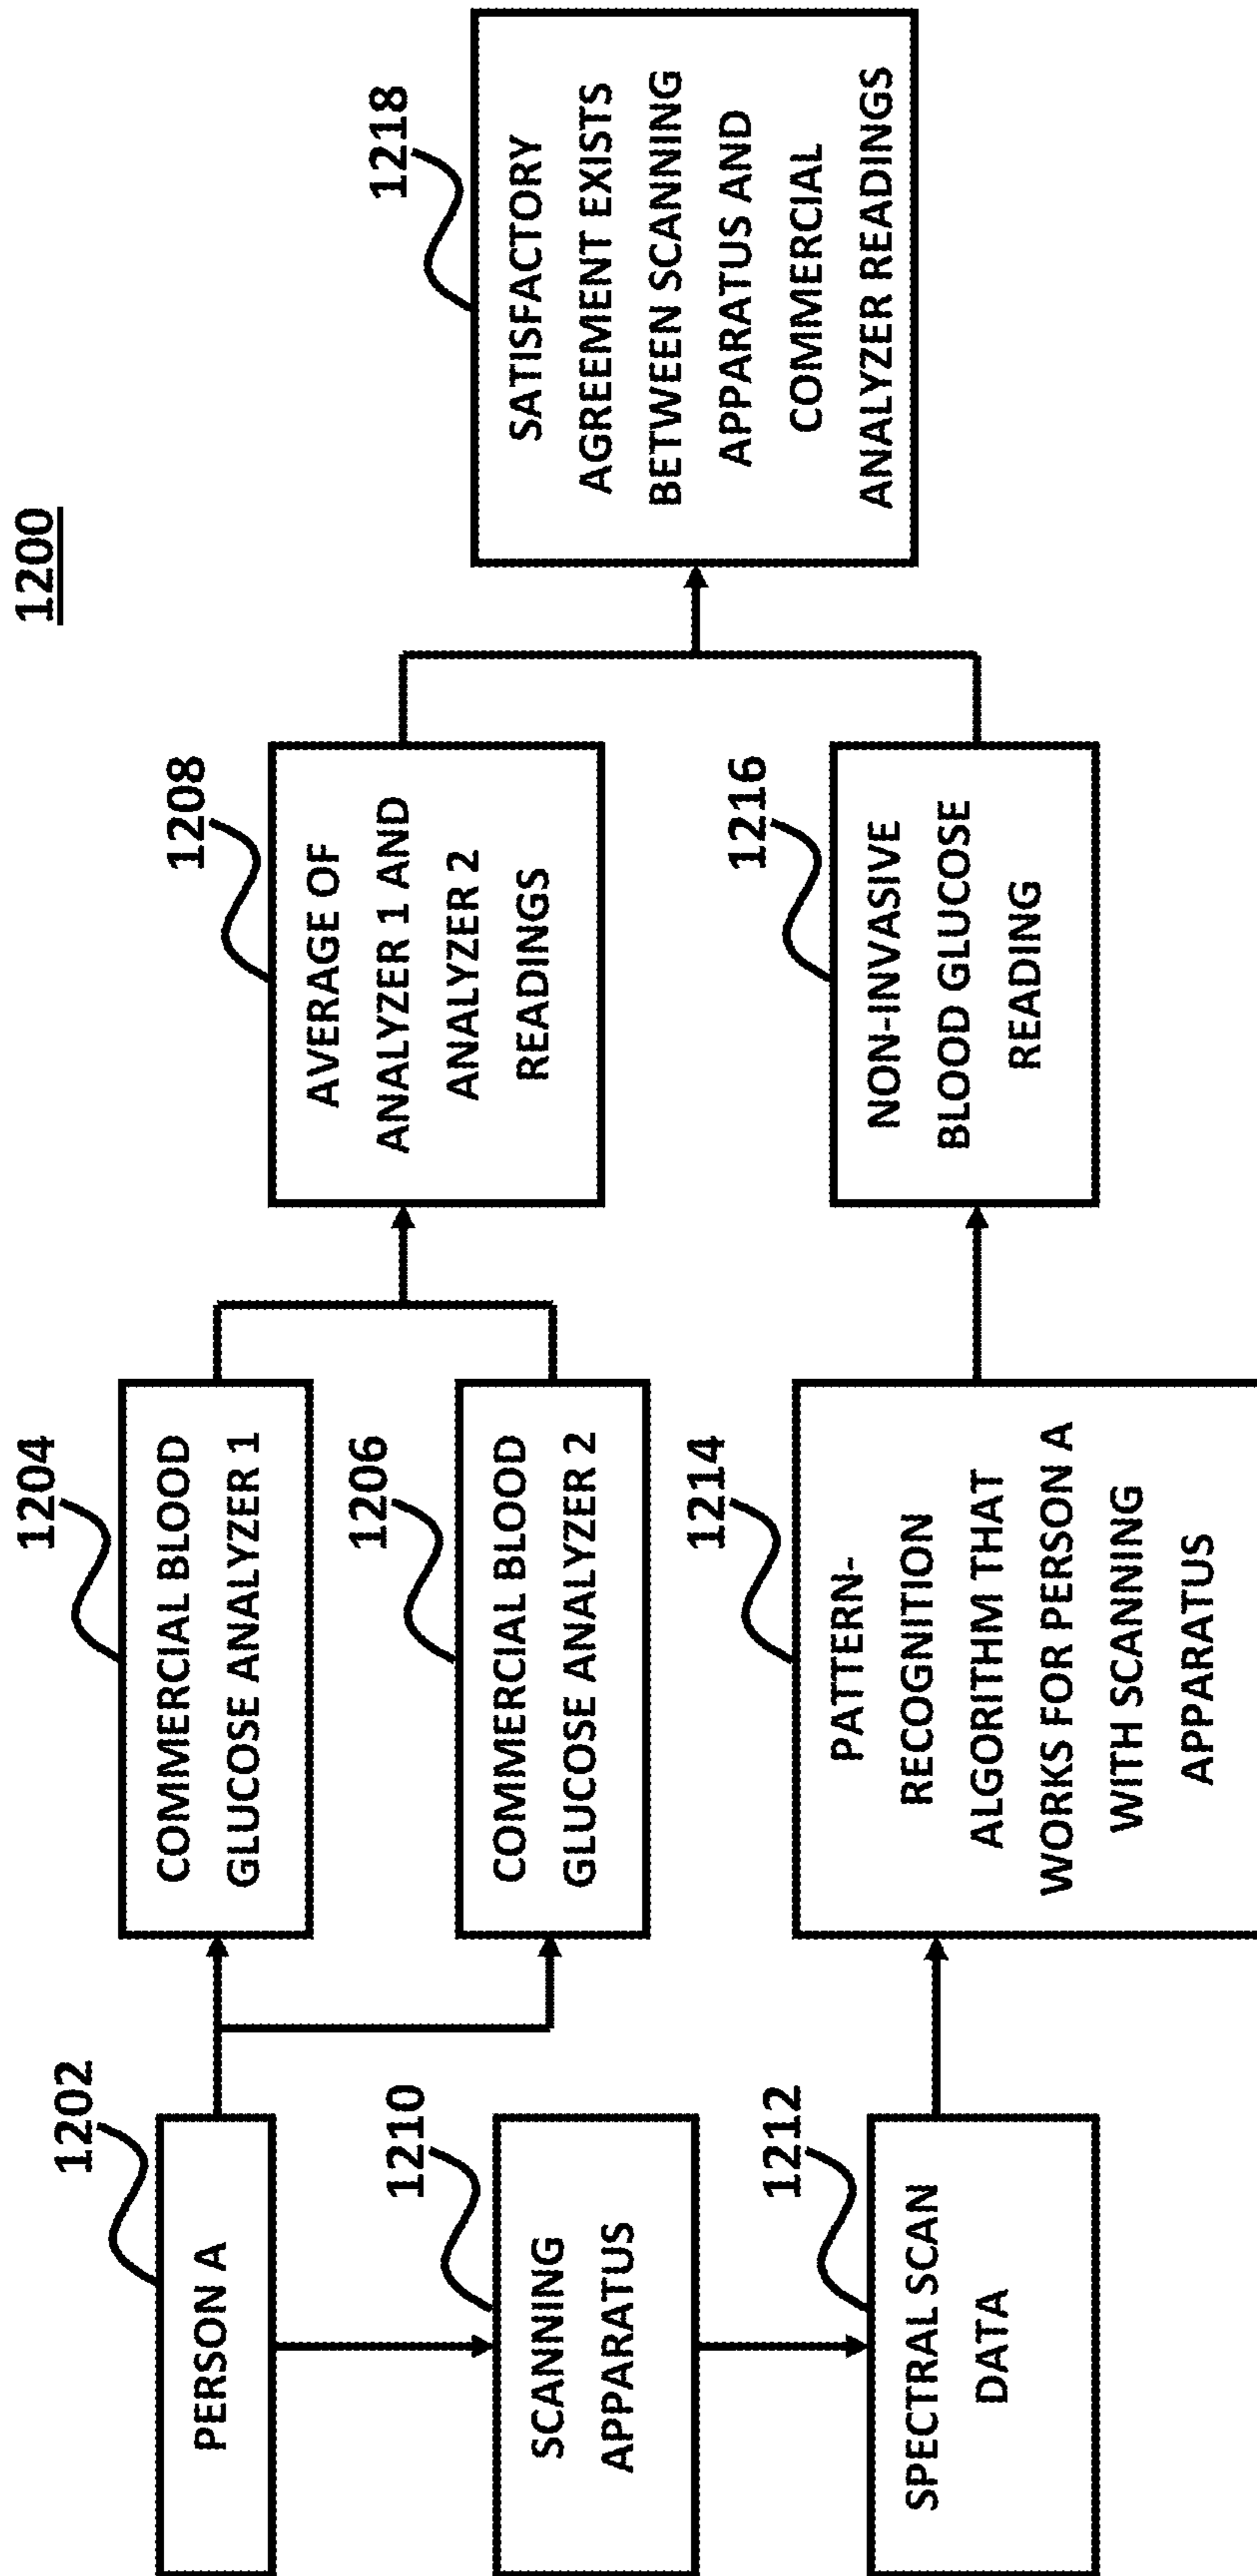 1200
1202
PERSON A
1204
COMMERCIAL BLOOD
GLUCOSE ANALYZER 1
1206
COMMERCIAL BLOOD
GLUCOSE ANALYZER 2
1208
AVERAGE OF
ANALYZER 1 AND
ANALYZER 2
READINGS
1210
SCANNING
APPARATUS
1212
SPECTRAL SCAN
DATA
1214
PATTERN-
RECOGNITION
ALGORITHM THAT
WORKS FOR PERSON A
WITH SCANNING
APPARATUS
1216
NON-INVASIVE
BLOOD GLUCOSE
READING
1218
SATISFACTORY
AGREEMENT EXISTS
BETWEEN SCANNING
APPARATUS AND
COMMERCIAL
ANALYZER READINGS